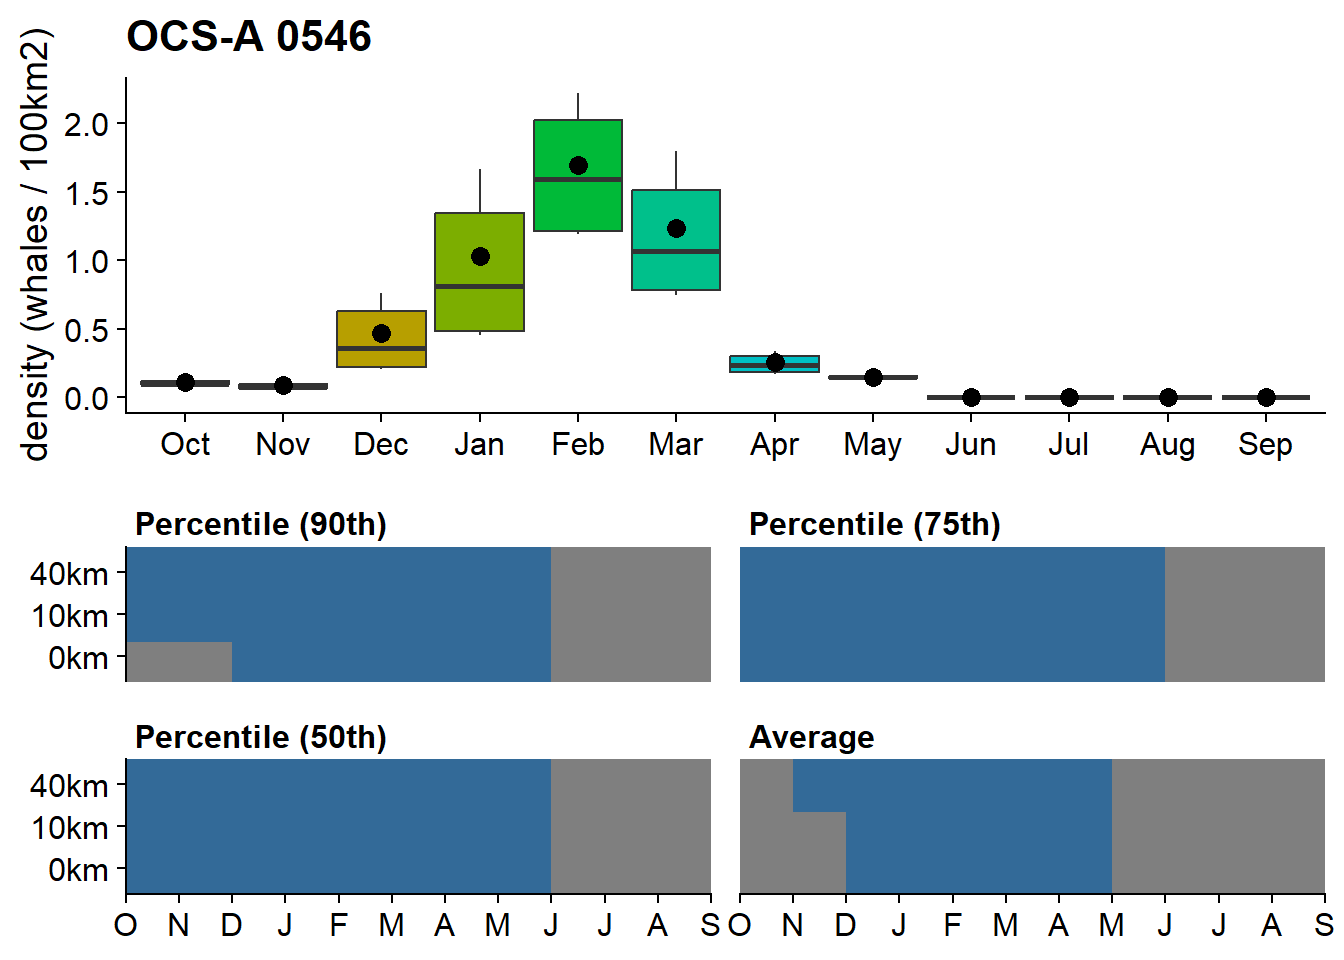 OCS-A 0546
density (whales / 100km2)
2.0
1.5
1.0
0.5
0.0
Oct Nov Dec Jan Feb Mar Apr May Jun Jul Aug Sep
Percentile (90th) Percentile (75th)
40km
10km
0km
Percentile (50th) Average
40km
10km
0km
O N D J F M A M J J A S O N D J F M A M J J A S